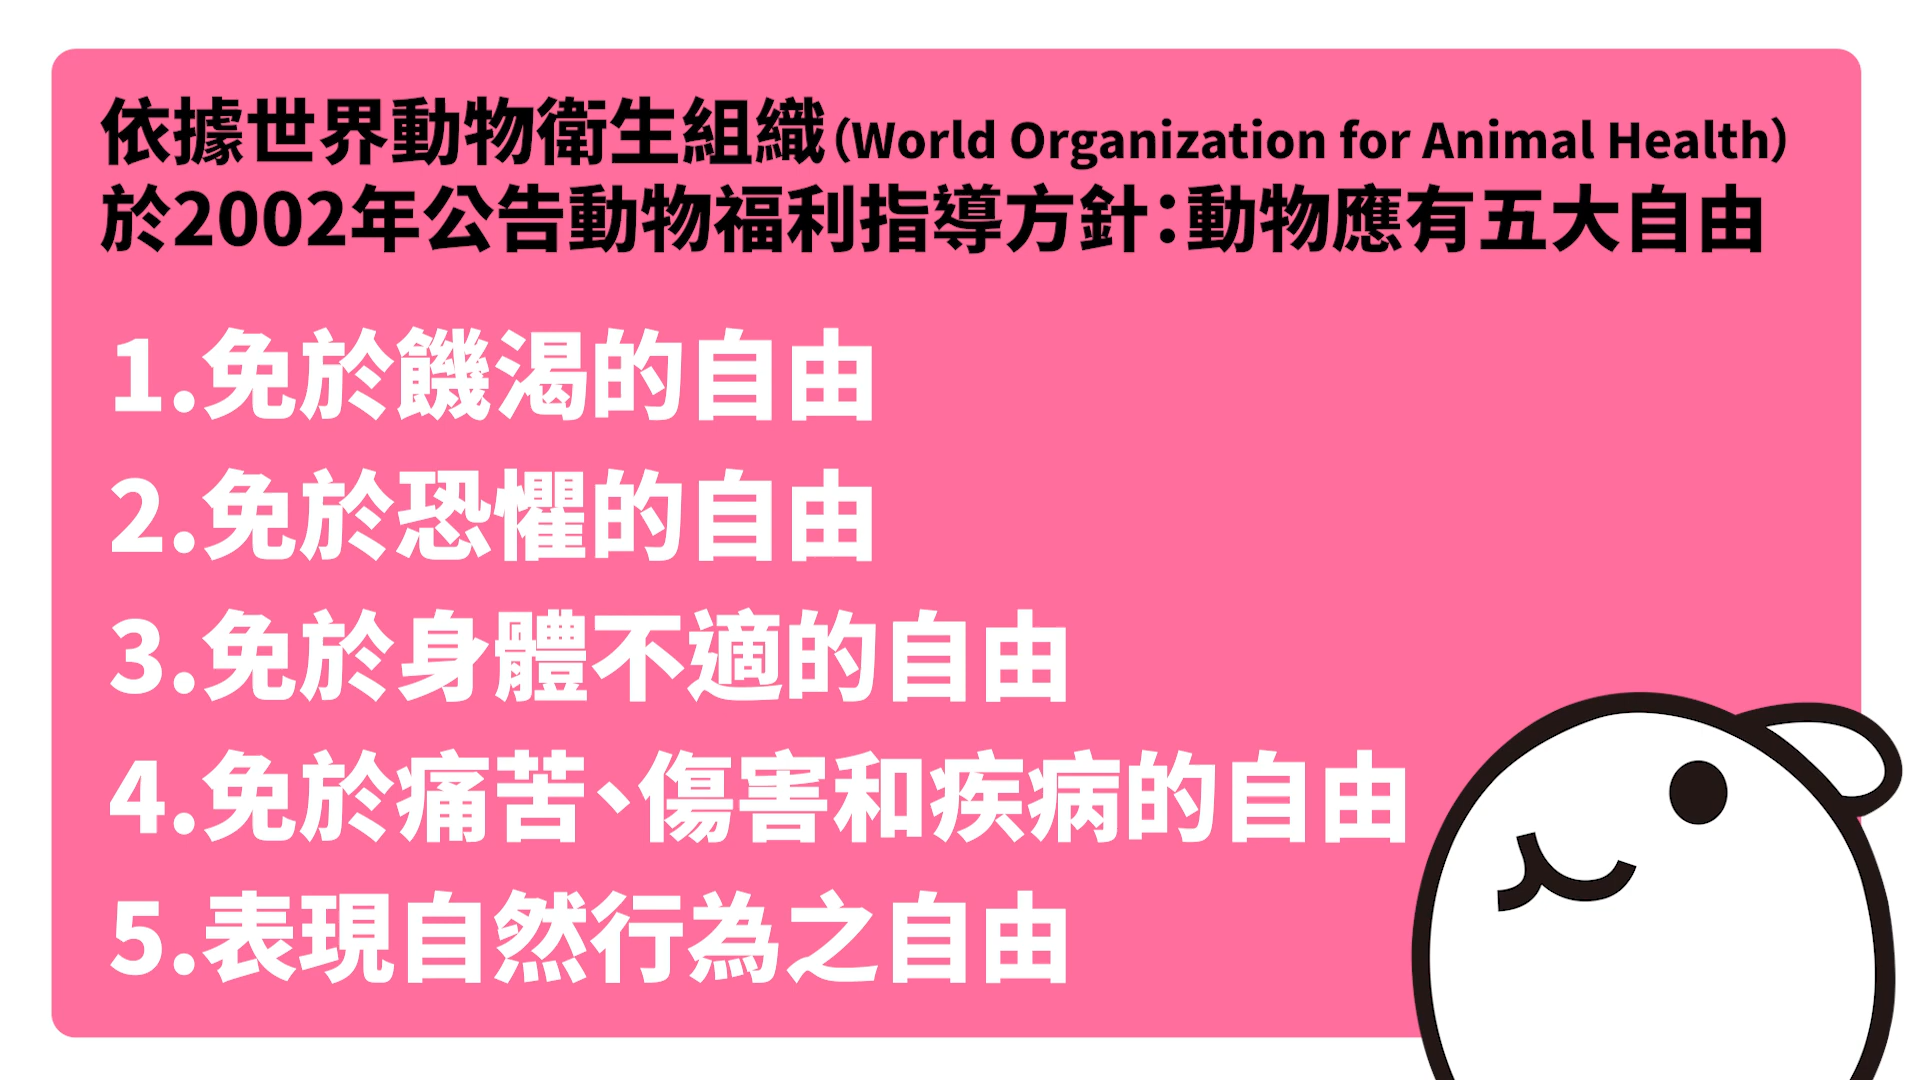 依據世界動物衛生組織(World Organization for Animal Health)
於2002年公告動物福利指導方針:動物應有五大自由
1.免於饑渴的自由
2.免於恐懼的自由
3.免於身體不適的自由
4.免於痛苦、傷害和疾病的自由
5.表現自然行為之自由